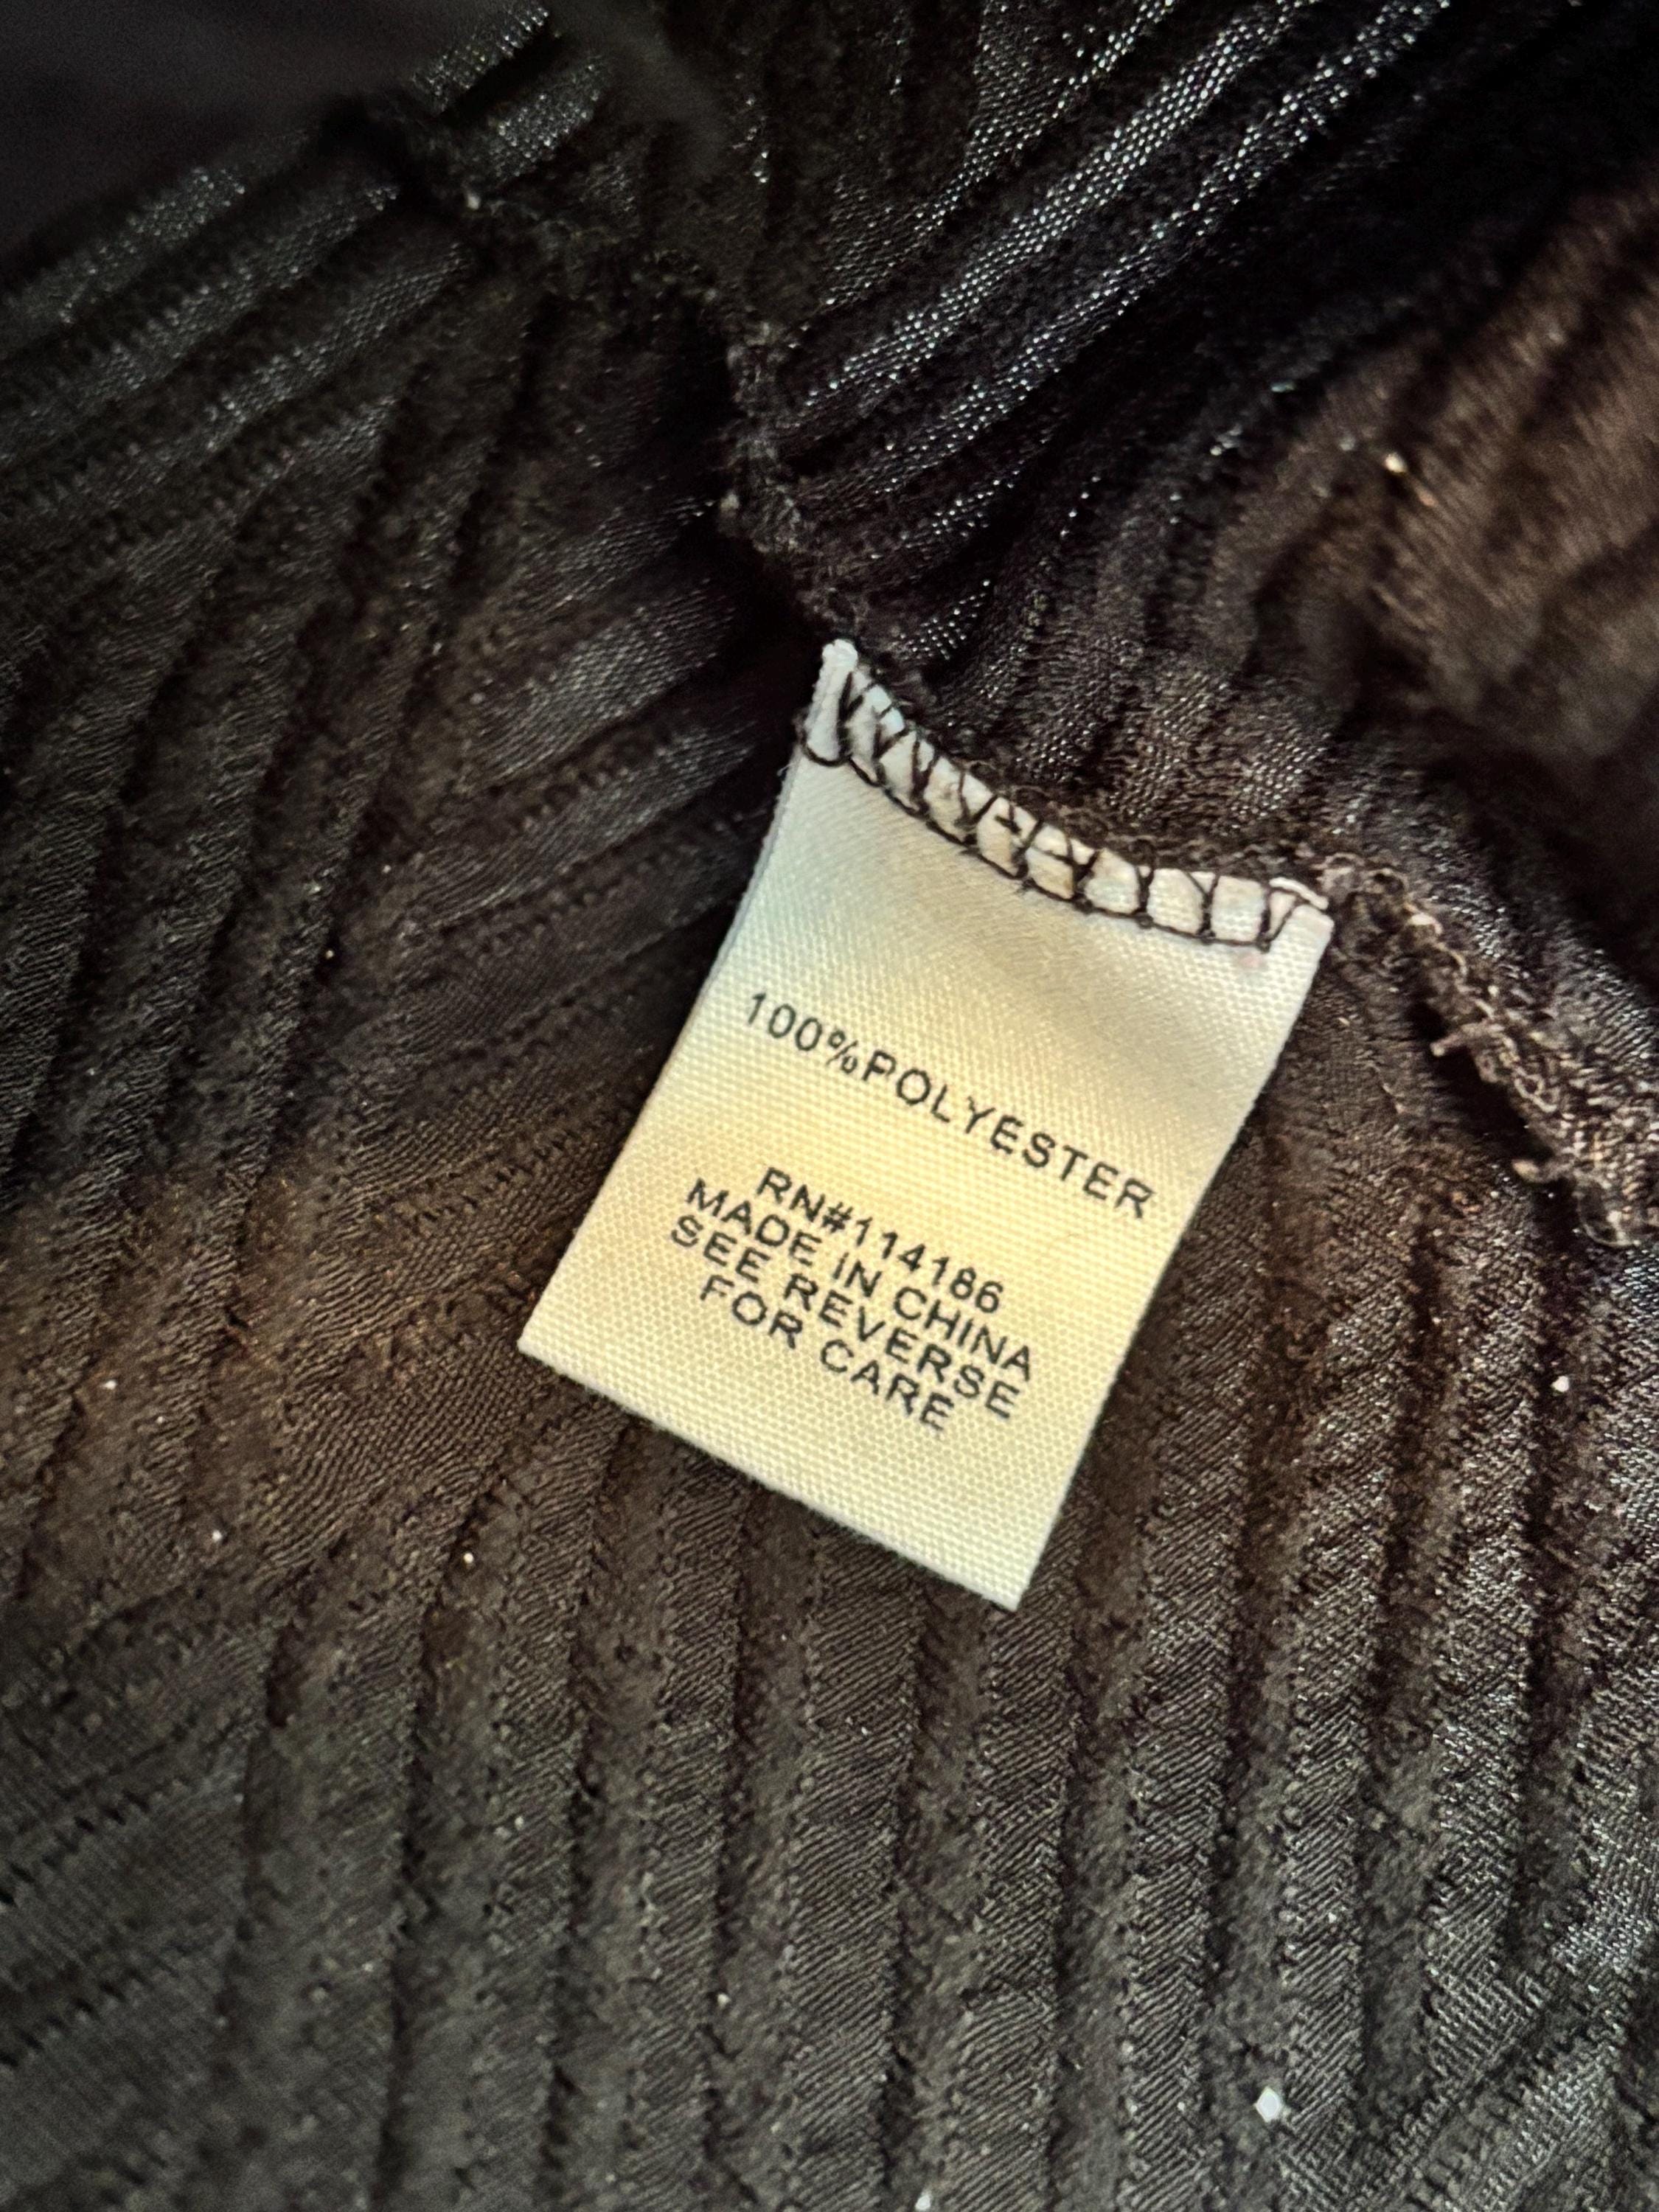 100%POLYESTER
RN#114186
MADE IN CHINA
SEE REVERSE
FOR CARE